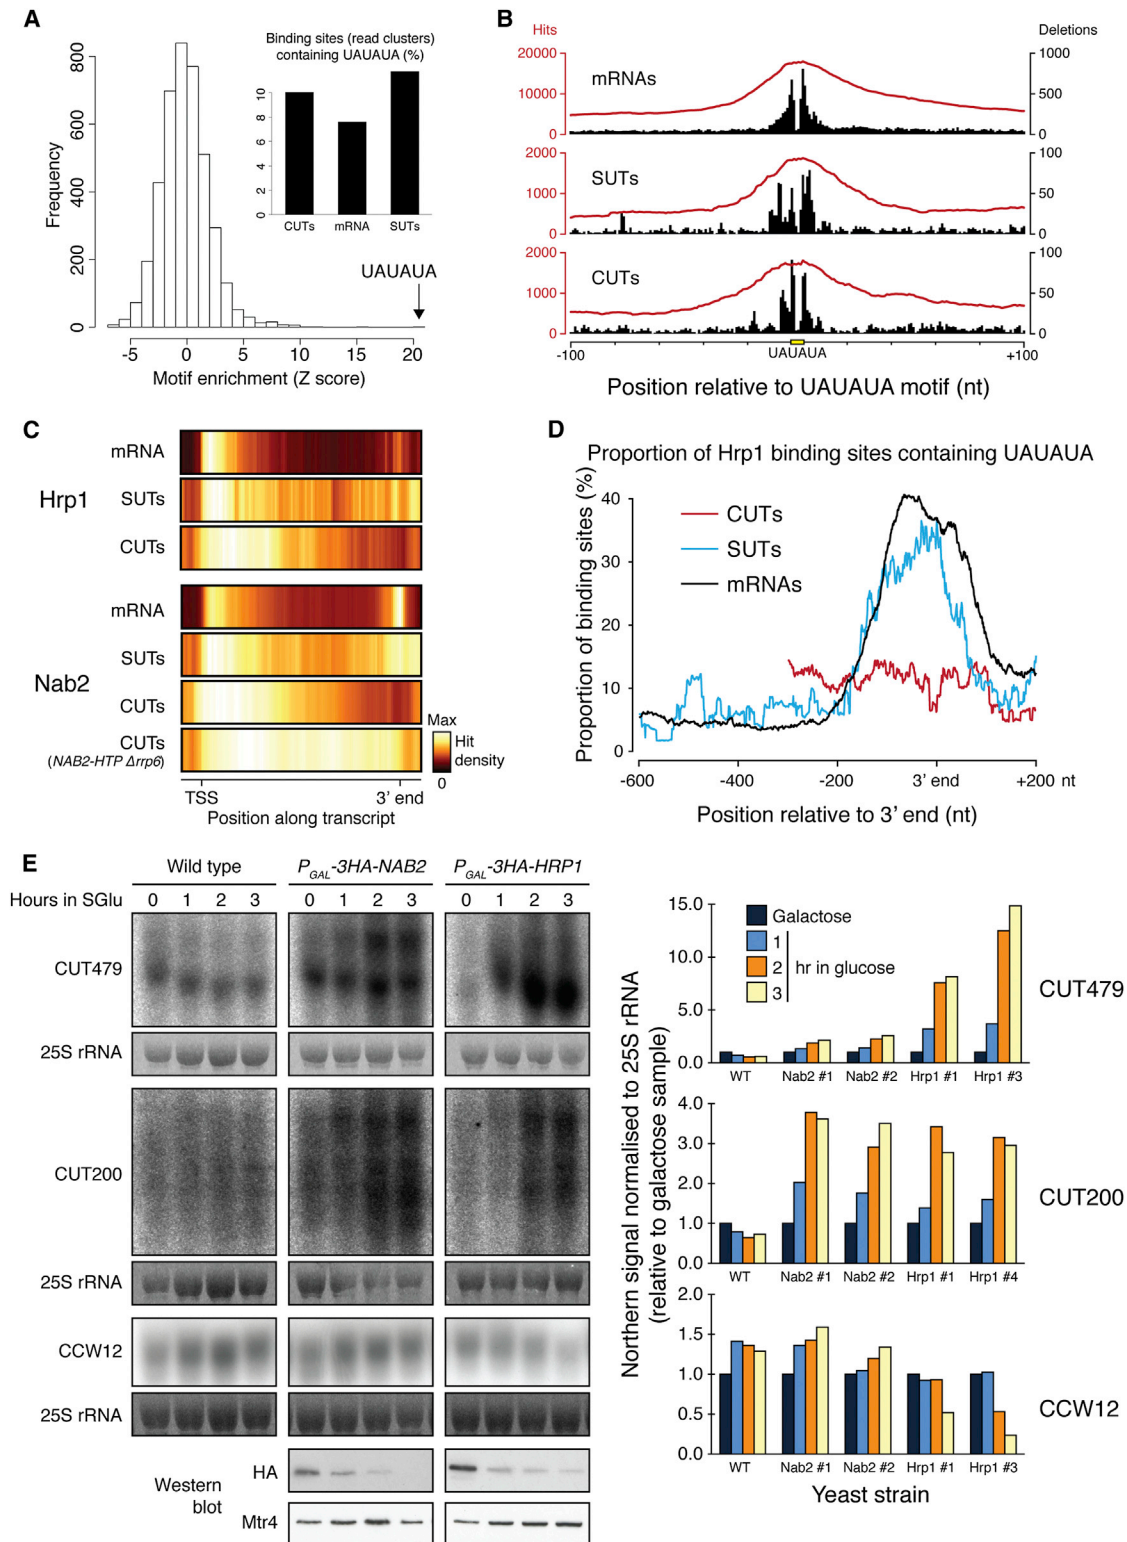 A
Binding sites (read clusters)
containing UAUAUA (%)
10
8
6
4
2
0
CUTs mRNA SUTs
Frequency
800
600
400
200
0
UAUAUA
-5 0 5 10 15 20
Motif enrichment (Z score)
B
Hits
Deletions
20000
10000
0
mRNAs
1000
500
0
2000
1000
0
SUTs
100
50
0
2000
1000
0
CUTs
100
50
0
-100
UAUAUA
+100
Position relative to UAUAUA motif (nt)
C
Hrp1
mRNA
SUTs
CUTs
Nab2
mRNA
SUTs
CUTs
CUTs
(NAB2-HTP Δrrp6)
Max
Hit
density
0
TSS
3' end
Position along transcript
D
Proportion of Hrp1 binding sites containing UAUAUA
Proportion of binding sites (%)
40
30
20
10
0
CUTs
SUTs
mRNAs
-600 -400 -200 3' end +200 nt
Position relative to 3' end (nt)
E
Wild type
PGAL-3HA-NAB2
PGAL-3HA-HRP1
Hours in SGlu 0 1 2 3 0 1 2 3 0 1 2 3
CUT479
25S rRNA
CUT200
25S rRNA
CCW12
25S rRNA
Western
blot
HA
Mtr4
Northern signal normalised to 25S rRNA
(relative to galactose sample)
15.0
10.0
5.0
0.0
Galactose
1
2
3
hr in glucose
CUT479
WT Nab2 #1 Nab2 #2 Hrp1 #1 Hrp1 #3
4.0
3.0
2.0
1.0
0.0
CUT200
WT Nab2 #1 Nab2 #2 Hrp1 #1 Hrp1 #4
2.0
1.5
1.0
0.5
0.0
CCW12
WT Nab2 #1 Nab2 #2 Hrp1 #1 Hrp1 #3
Yeast strain